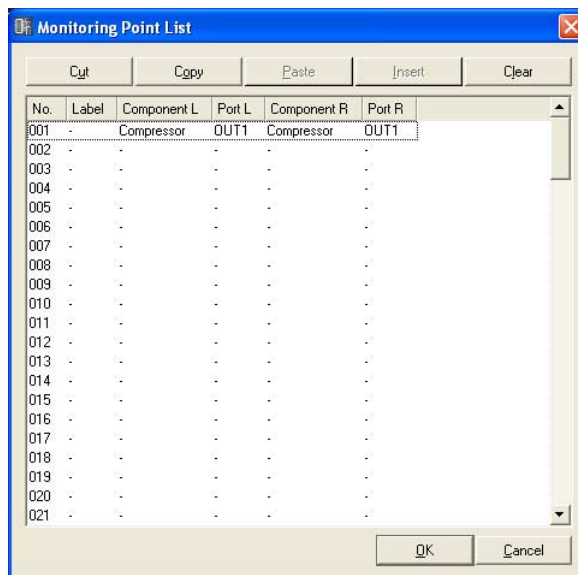 Monitoring Point List
Cut Copy Paste Insert Clear
No. Label Component L Port L Component R Port R
001 - Compressor OUT1 Compressor OUT1
002 - - - - -
003 - - - - -
004 - - - - -
005 - - - - -
006 - - - - -
007 - - - - -
008 - - - - -
009 - - - - -
010 - - - - -
011 - - - - -
012 - - - - -
013 - - - - -
014 - - - - -
015 - - - - -
016 - - - - -
017 - - - - -
018 - - - - -
019 - - - - -
020 - - - - -
021 - - - - -
OK Cancel